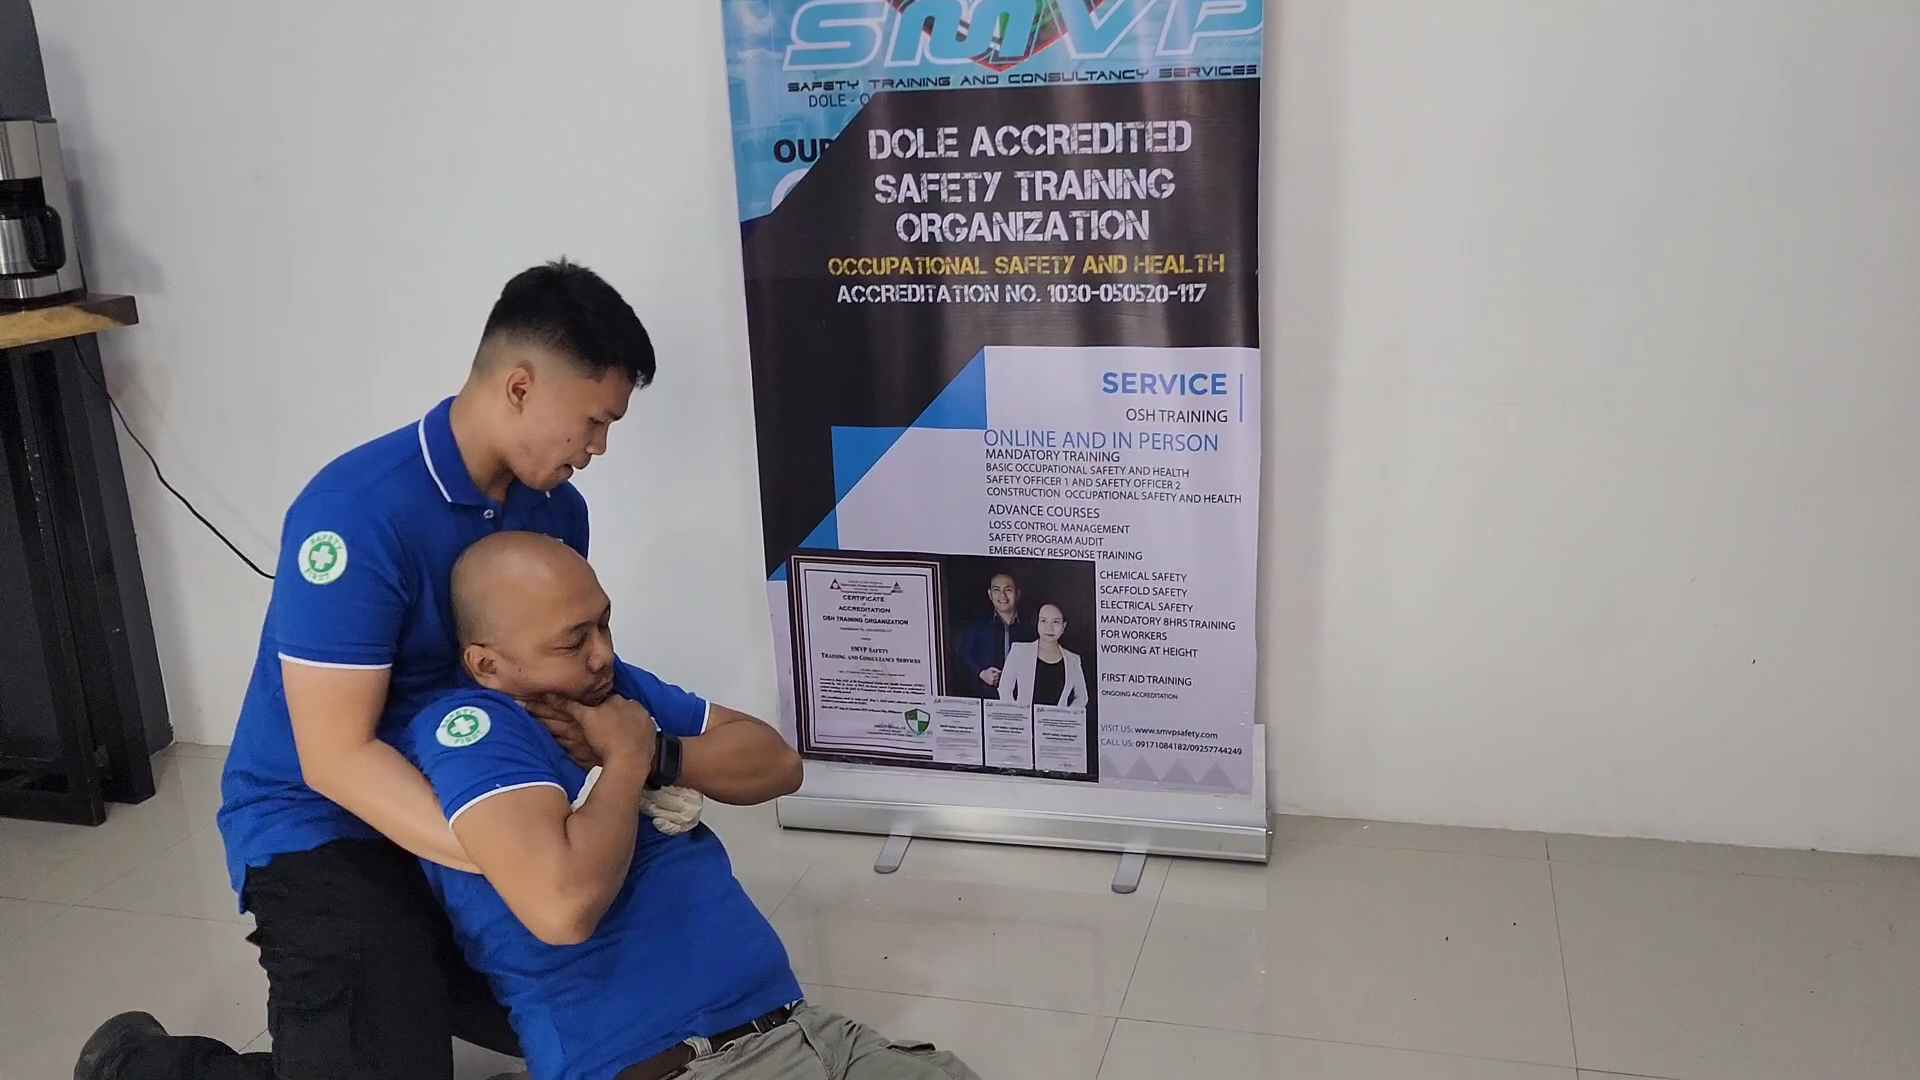 SMVP
SAFETY TRAINING AND CONSULTANCY SERVICES
DOLE - O
OUR
DOLE ACCREDITED
SAFETY TRAINING
ORGANIZATION
OCCUPATIONAL SAFETY AND HEALTH
ACCREDITATION NO. 1030-050520-117
SERVICE
OSH TRAINING
ONLINE AND IN PERSON
MANDATORY TRAINING
BASIC OCCUPATIONAL SAFETY AND HEALTH
SAFETY OFFICER 1 AND SAFETY OFFICER 2
CONSTRUCTION OCCUPATIONAL SAFETY AND HEALTH
ADVANCE COURSES
LOSS CONTROL MANAGEMENT
SAFETY PROGRAM AUDIT
EMERGENCY RESPONSE TRAINING
CHEMICAL SAFETY
SCAFFOLD SAFETY
ELECTRICAL SAFETY
MANDATORY 8HRS TRAINING
FOR WORKERS
WORKING AT HEIGHT
FIRST AID TRAINING
ONGOING ACCREDITATION
VISIT US: www.smvpsafety.com
CALL US: 09171084182/09257744249
CERTIFICATE
ACCREDITATION
OSH TRAINING ORGANIZATION
SMVP SAFETY
TRAINING AND CONSULTANCY SERVICES
SAFETY
FIRST
SAFETY
FIRST